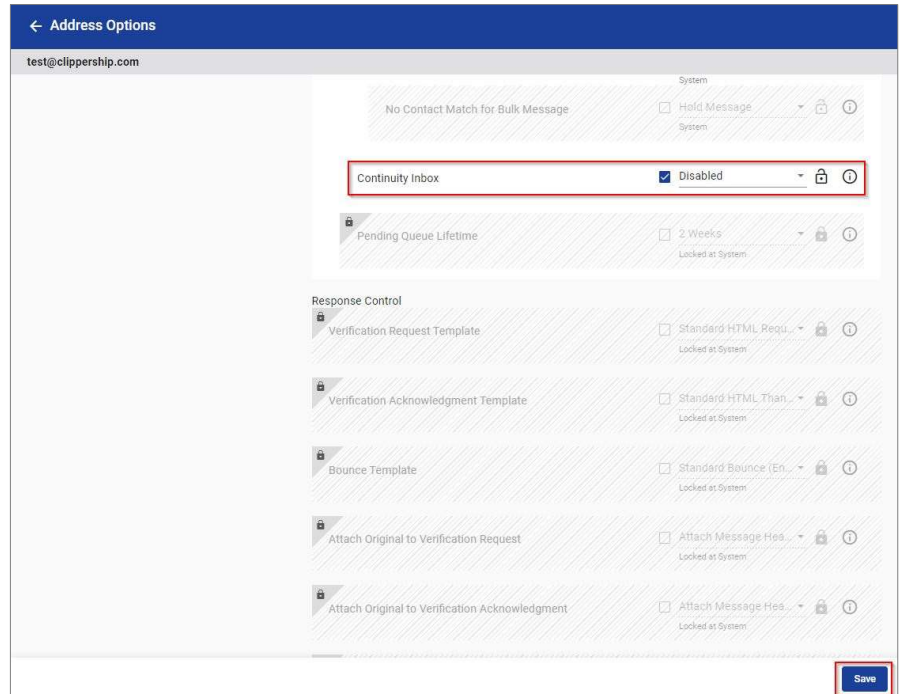 Address Options
test@clippership.com
System
No Contact Match for Bulk Message Hold Message
System
Continuity Inbox Disabled
Pending Queue Lifetime 2 Weeks
Locked at System
Response Control
Verification Request Template Standard HTML Requ...
Locked at System
Verification Acknowledgment Template Standard HTML Than...
Locked at System
Bounce Template Standard Bounce (En...
Locked at System
Attach Original to Verification Request Attach Message Hea...
Locked at System
Attach Original to Verification Acknowledgment Attach Message Hea...
Locked at System
Save